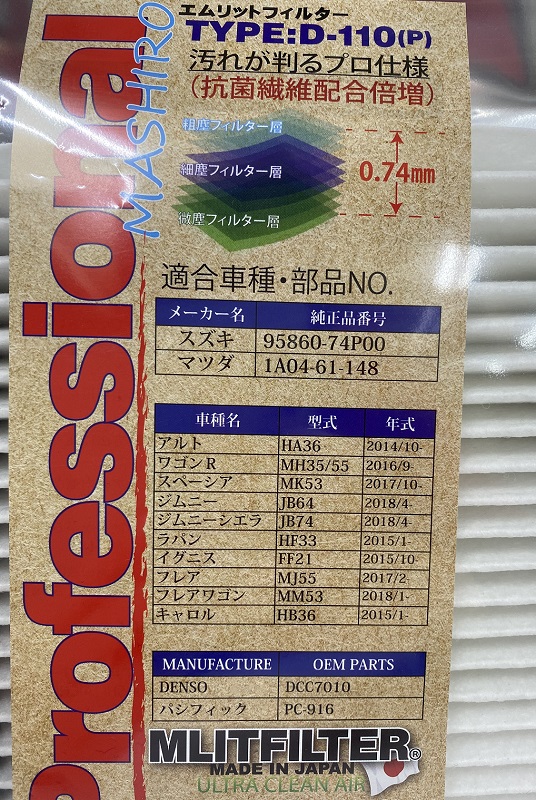 Professional
MASHIRO
エムリットフィルター
TYPE:D-110(P)
汚れが判るプロ仕様
(抗菌繊維配合倍増)
粗塵フィルター層
細塵フィルター層
微塵フィルター層
0.74mm
適合車種・部品NO.
メーカー名 純正品番号
スズキ 95860-74P00
マツダ 1A04-61-148
車種名 型式 年式
アルト HA36 2014/10-
ワゴンR MH35/55 2016/9-
スペーシア MK53 2017/10-
ジムニー JB64 2018/4-
ジムニーシエラ JB74 2018/4-
ラパン HF33 2015/1-
イグニス FF21 2015/10-
フレア MJ55 2017/2-
フレアワゴン MM53 2018/1-
キャロル HB36 2015/1-
MANUFACTURE OEM PARTS
DENSO DCC7010
パシフィック PC-916
MLITFILTER®
MADE IN JAPAN
ULTRA CLEAN AIR